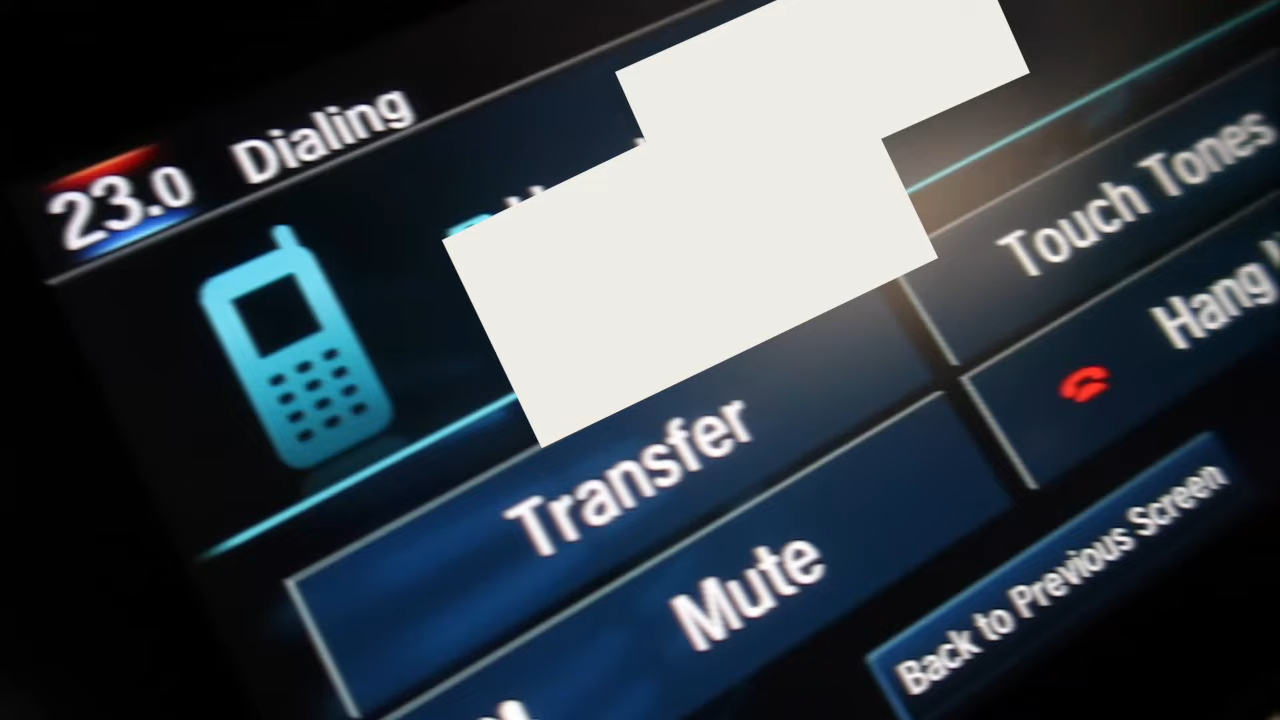 23.0 Dialing
Touch Tones
Hang
Transfer
Mute
Back to Previous Screen